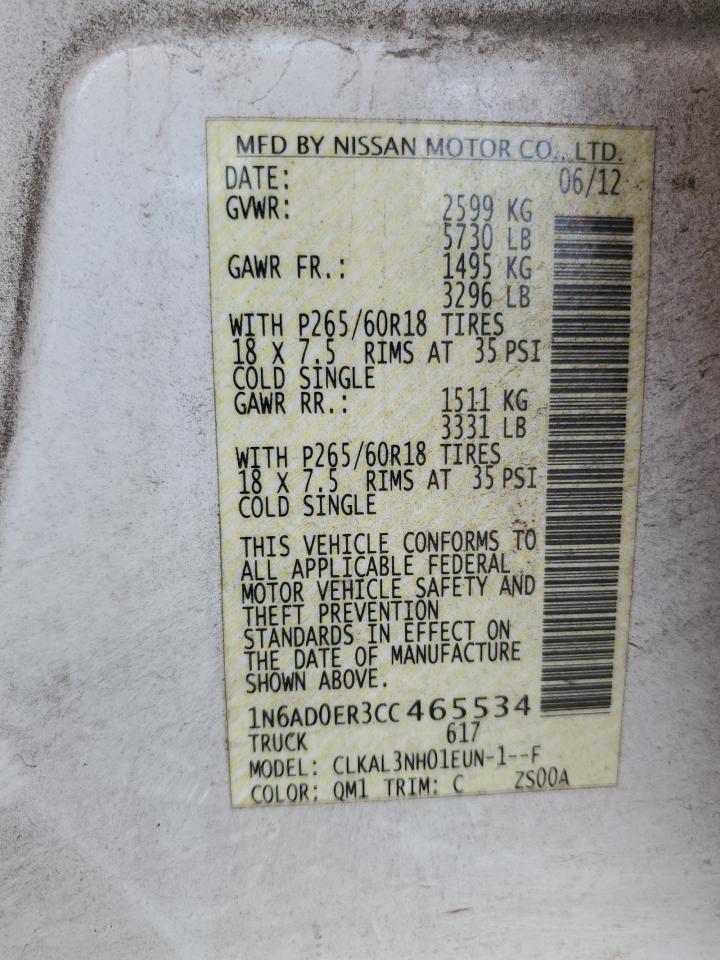 MFD BY NISSAN MOTOR CO., LTD.
DATE: 06/12
GVWR: 2599 KG
5730 LB
GAWR FR.: 1495 KG
3296 LB
WITH P265/60R18 TIRES
18 X 7.5 RIMS AT 35 PSI
COLD SINGLE
GAWR RR.: 1511 KG
3331 LB
WITH P265/60R18 TIRES
18 X 7.5 RIMS AT 35 PSI
COLD SINGLE
THIS VEHICLE CONFORMS TO
ALL APPLICABLE FEDERAL
MOTOR VEHICLE SAFETY AND
THEFT PREVENTION
STANDARDS IN EFFECT ON
THE DATE OF MANUFACTURE
SHOWN ABOVE.
1N6AD0ER3CC465534
TRUCK 617
MODEL: CLKAL3NH01EUN-1--F
COLOR: QM1 TRIM: C ZS00A